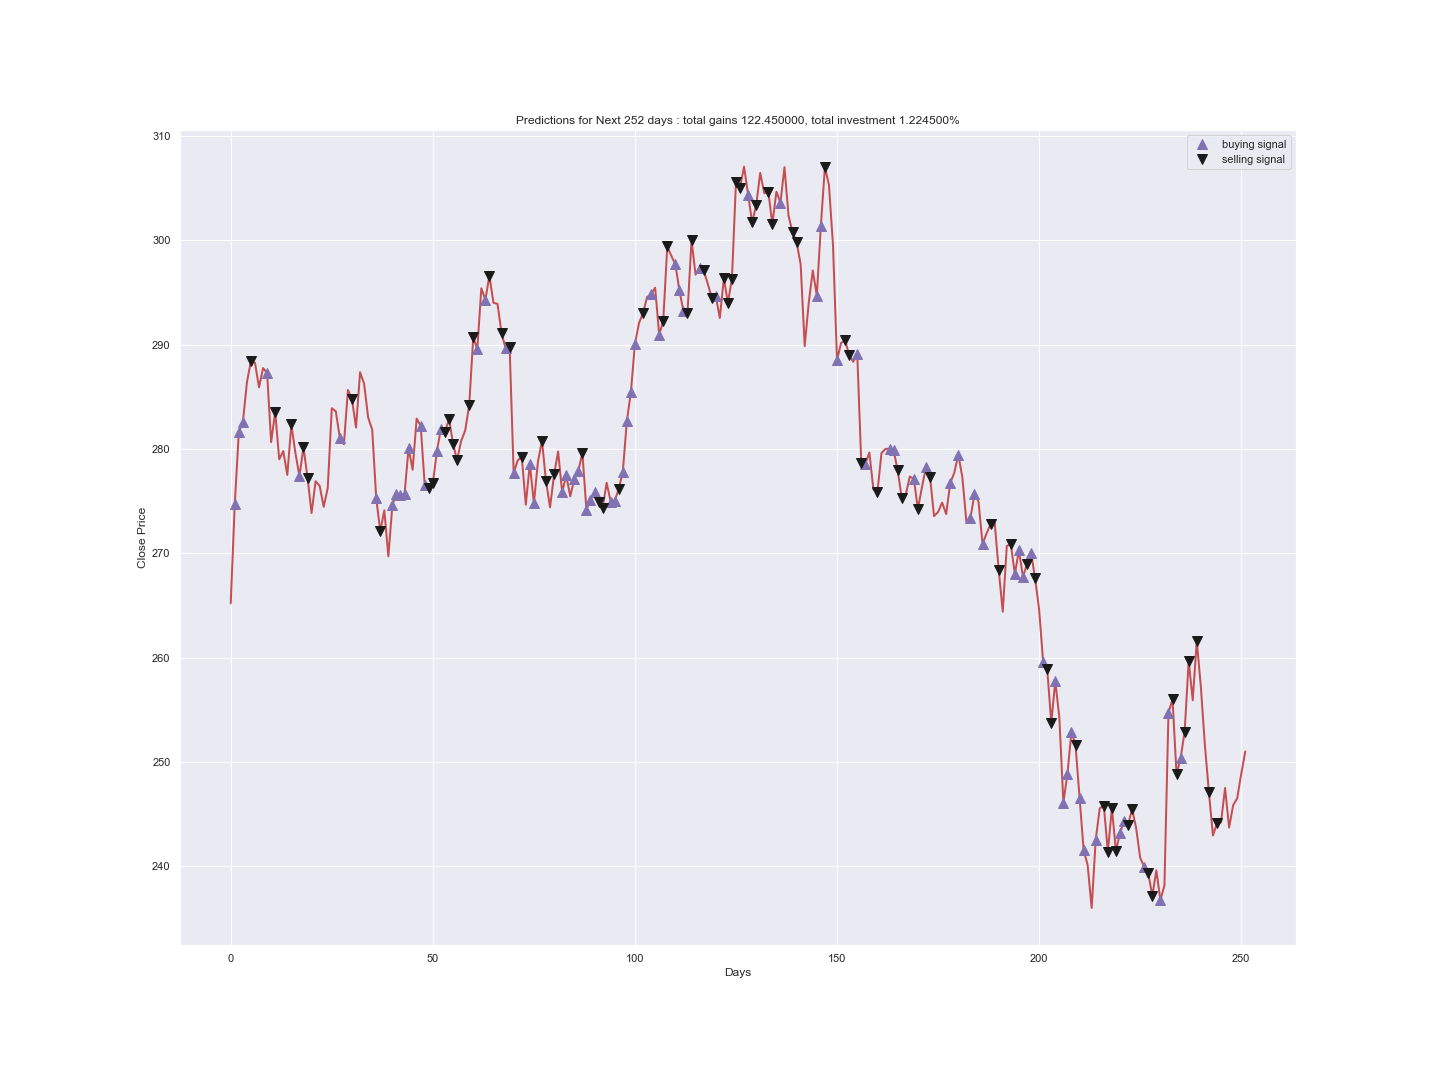 Predictions for Next 252 days : total gains 122.450000, total investment 1.224500%
buying signal
selling signal
310
300
290
280
270
260
250
240
Close Price
0 50 100 150 200 250
Days